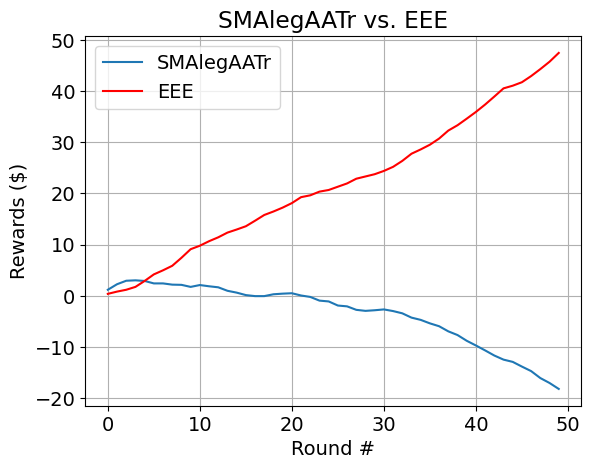 SMAlegAATr vs. EEE
SMAlegAATr
EEE
Rewards ($)
50
40
30
20
10
0
−10
−20
0 10 20 30 40 50
Round #